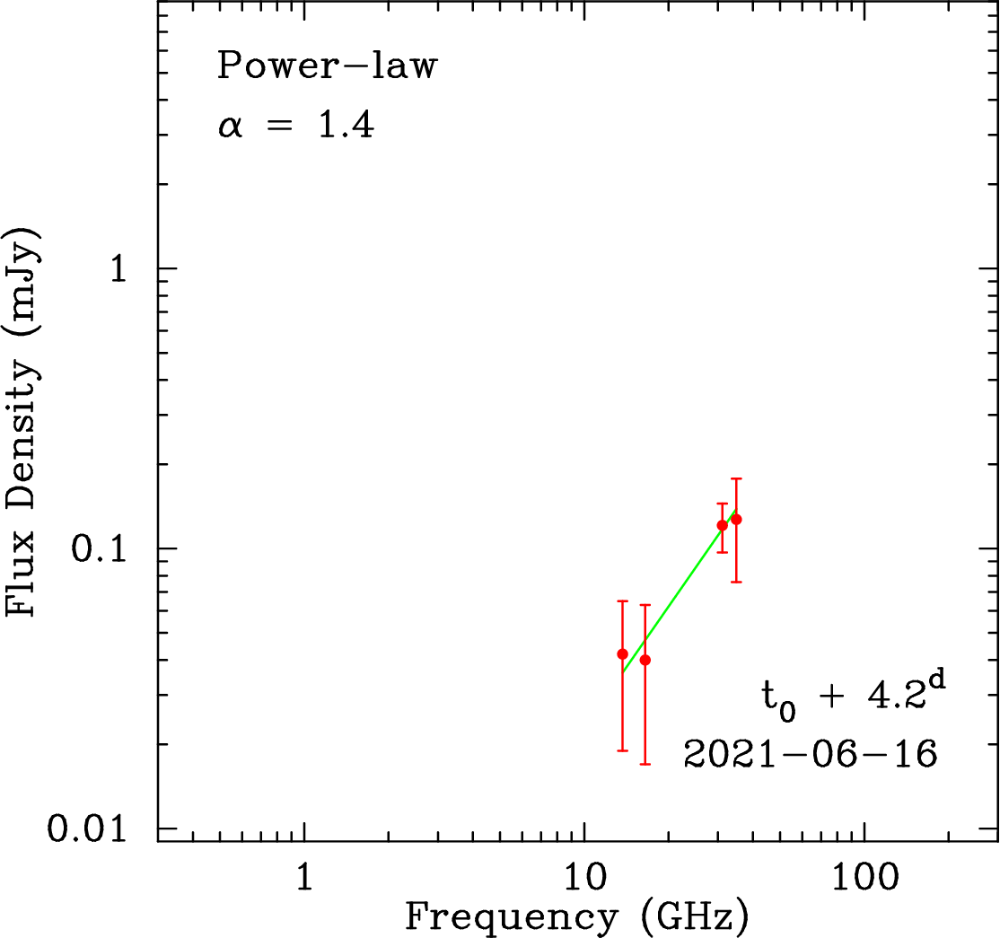 Power-law
α = 1.4
Flux Density (mJy)
1
0.1
0.01
t₀ + 4.2ᵈ
2021-06-16
1
10
100
Frequency (GHz)